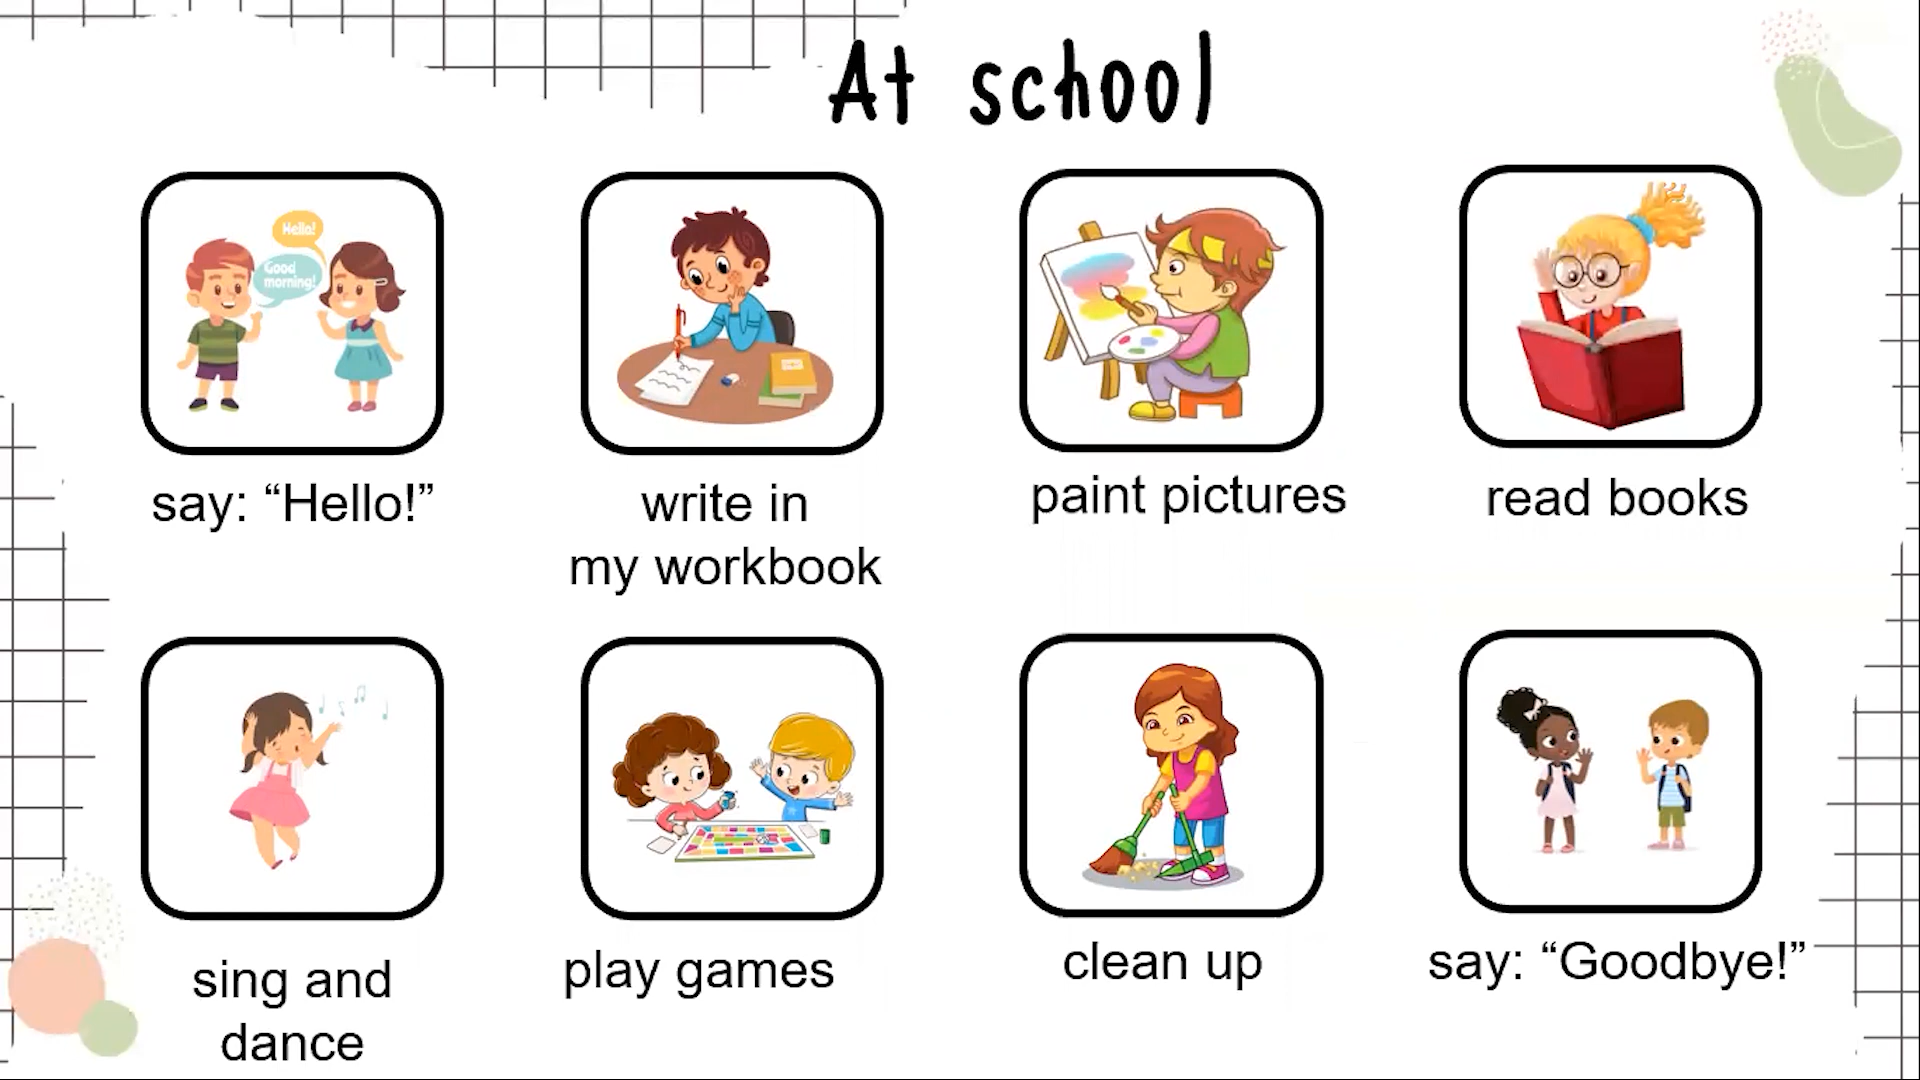 At school
Hello!
Good
morning!
say: “Hello!”
write in
my workbook
paint pictures
read books
sing and
dance
play games
clean up
say: “Goodbye!”